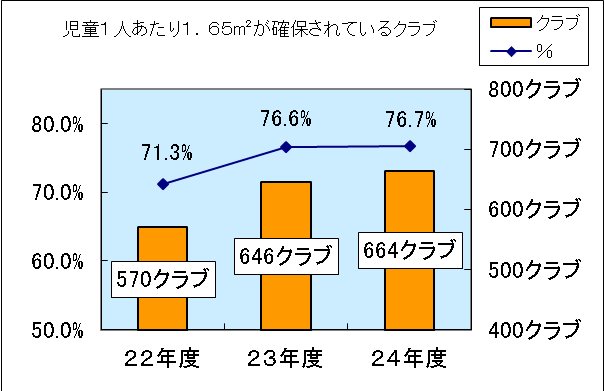 児童1人あたり1.65㎡が確保されているクラブ
クラブ
%
80.0%
70.0%
60.0%
50.0%
71.3%
76.6%
76.7%
570クラブ
646クラブ
664クラブ
800クラブ
700クラブ
600クラブ
500クラブ
400クラブ
22年度
23年度
24年度